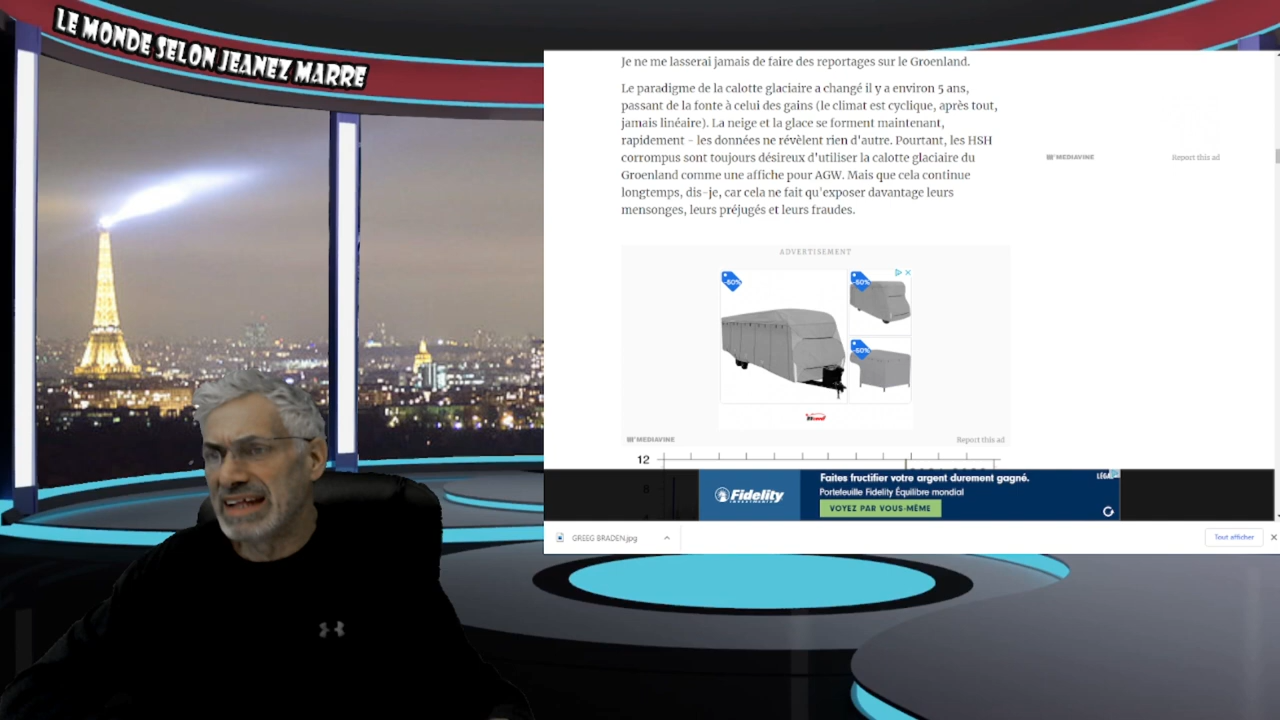 LE MONDE SELON JEANEZ MARRE
Je ne me lasserai jamais de faire des reportages sur le Groenland.
Le paradigme de la calotte glaciaire a changé il y a environ 5 ans,
passant de la fonte à celui des gains (le climat est cyclique, après tout,
jamais linéaire). La neige et la glace se forment maintenant,
rapidement - les données ne révèlent rien d'autre. Pourtant, les HSH
corrompus sont toujours désireux d'utiliser la calotte glaciaire du
Groenland comme une affiche pour AGW. Mais que cela continue
longtemps, dis-je, car cela ne fait qu'exposer davantage leurs
mensonges, leurs préjugés et leurs fraudes.
MEDIAVINE
Report this ad
ADVERTISEMENT
-60%
-50%
-50%
MEDIAVINE
Report this ad
12
8
Fidelity
INVESTMENTS
Faites fructifier votre argent durement gagné.
Portefeuille Fidelity Équilibre mondial
VOYEZ PAR VOUS-MÊME
LÉGAL
GREEG BRADEN.jpg
Tout afficher